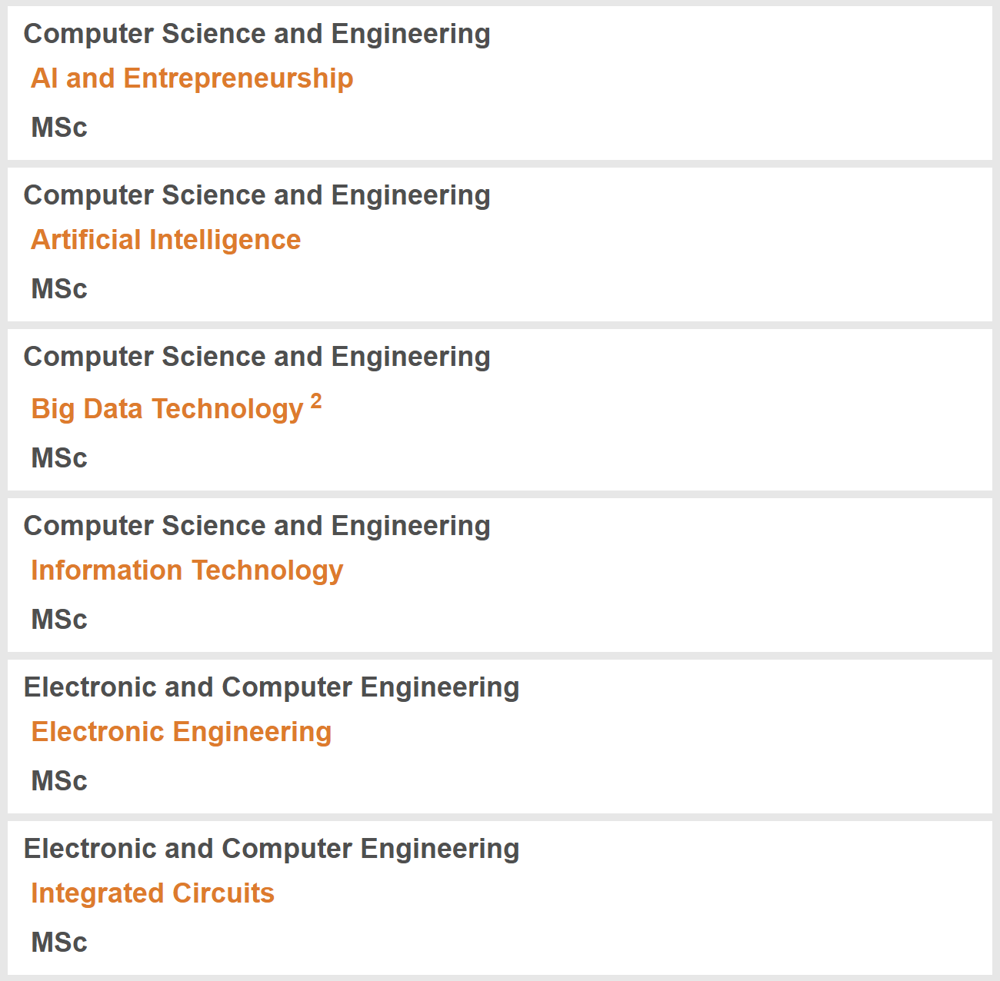 Computer Science and Engineering
AI and Entrepreneurship
MSc
Computer Science and Engineering
Artificial Intelligence
MSc
Computer Science and Engineering
Big Data Technology ²
MSc
Computer Science and Engineering
Information Technology
MSc
Electronic and Computer Engineering
Electronic Engineering
MSc
Electronic and Computer Engineering
Integrated Circuits
MSc